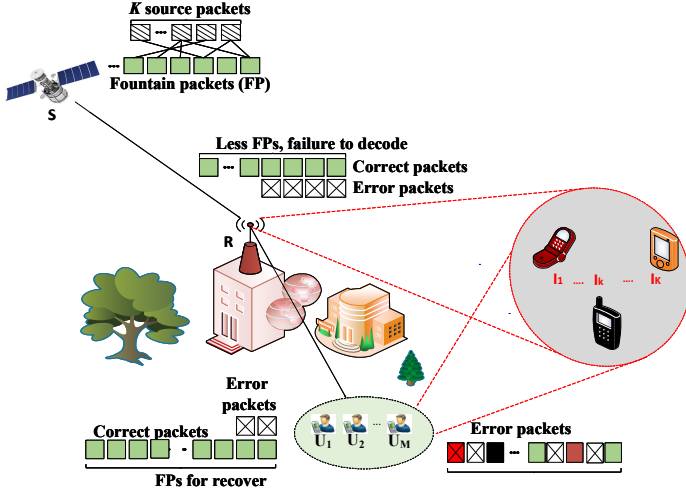 K source packets
...
... 
Fountain packets (FP)
S
Less FPs, failure to decode
...
Correct packets
Error packets
R
I1 .... Ik .... IK
Error
packets
Correct packets
U1 U2 ... UM
Error packets
...
FPs for recover